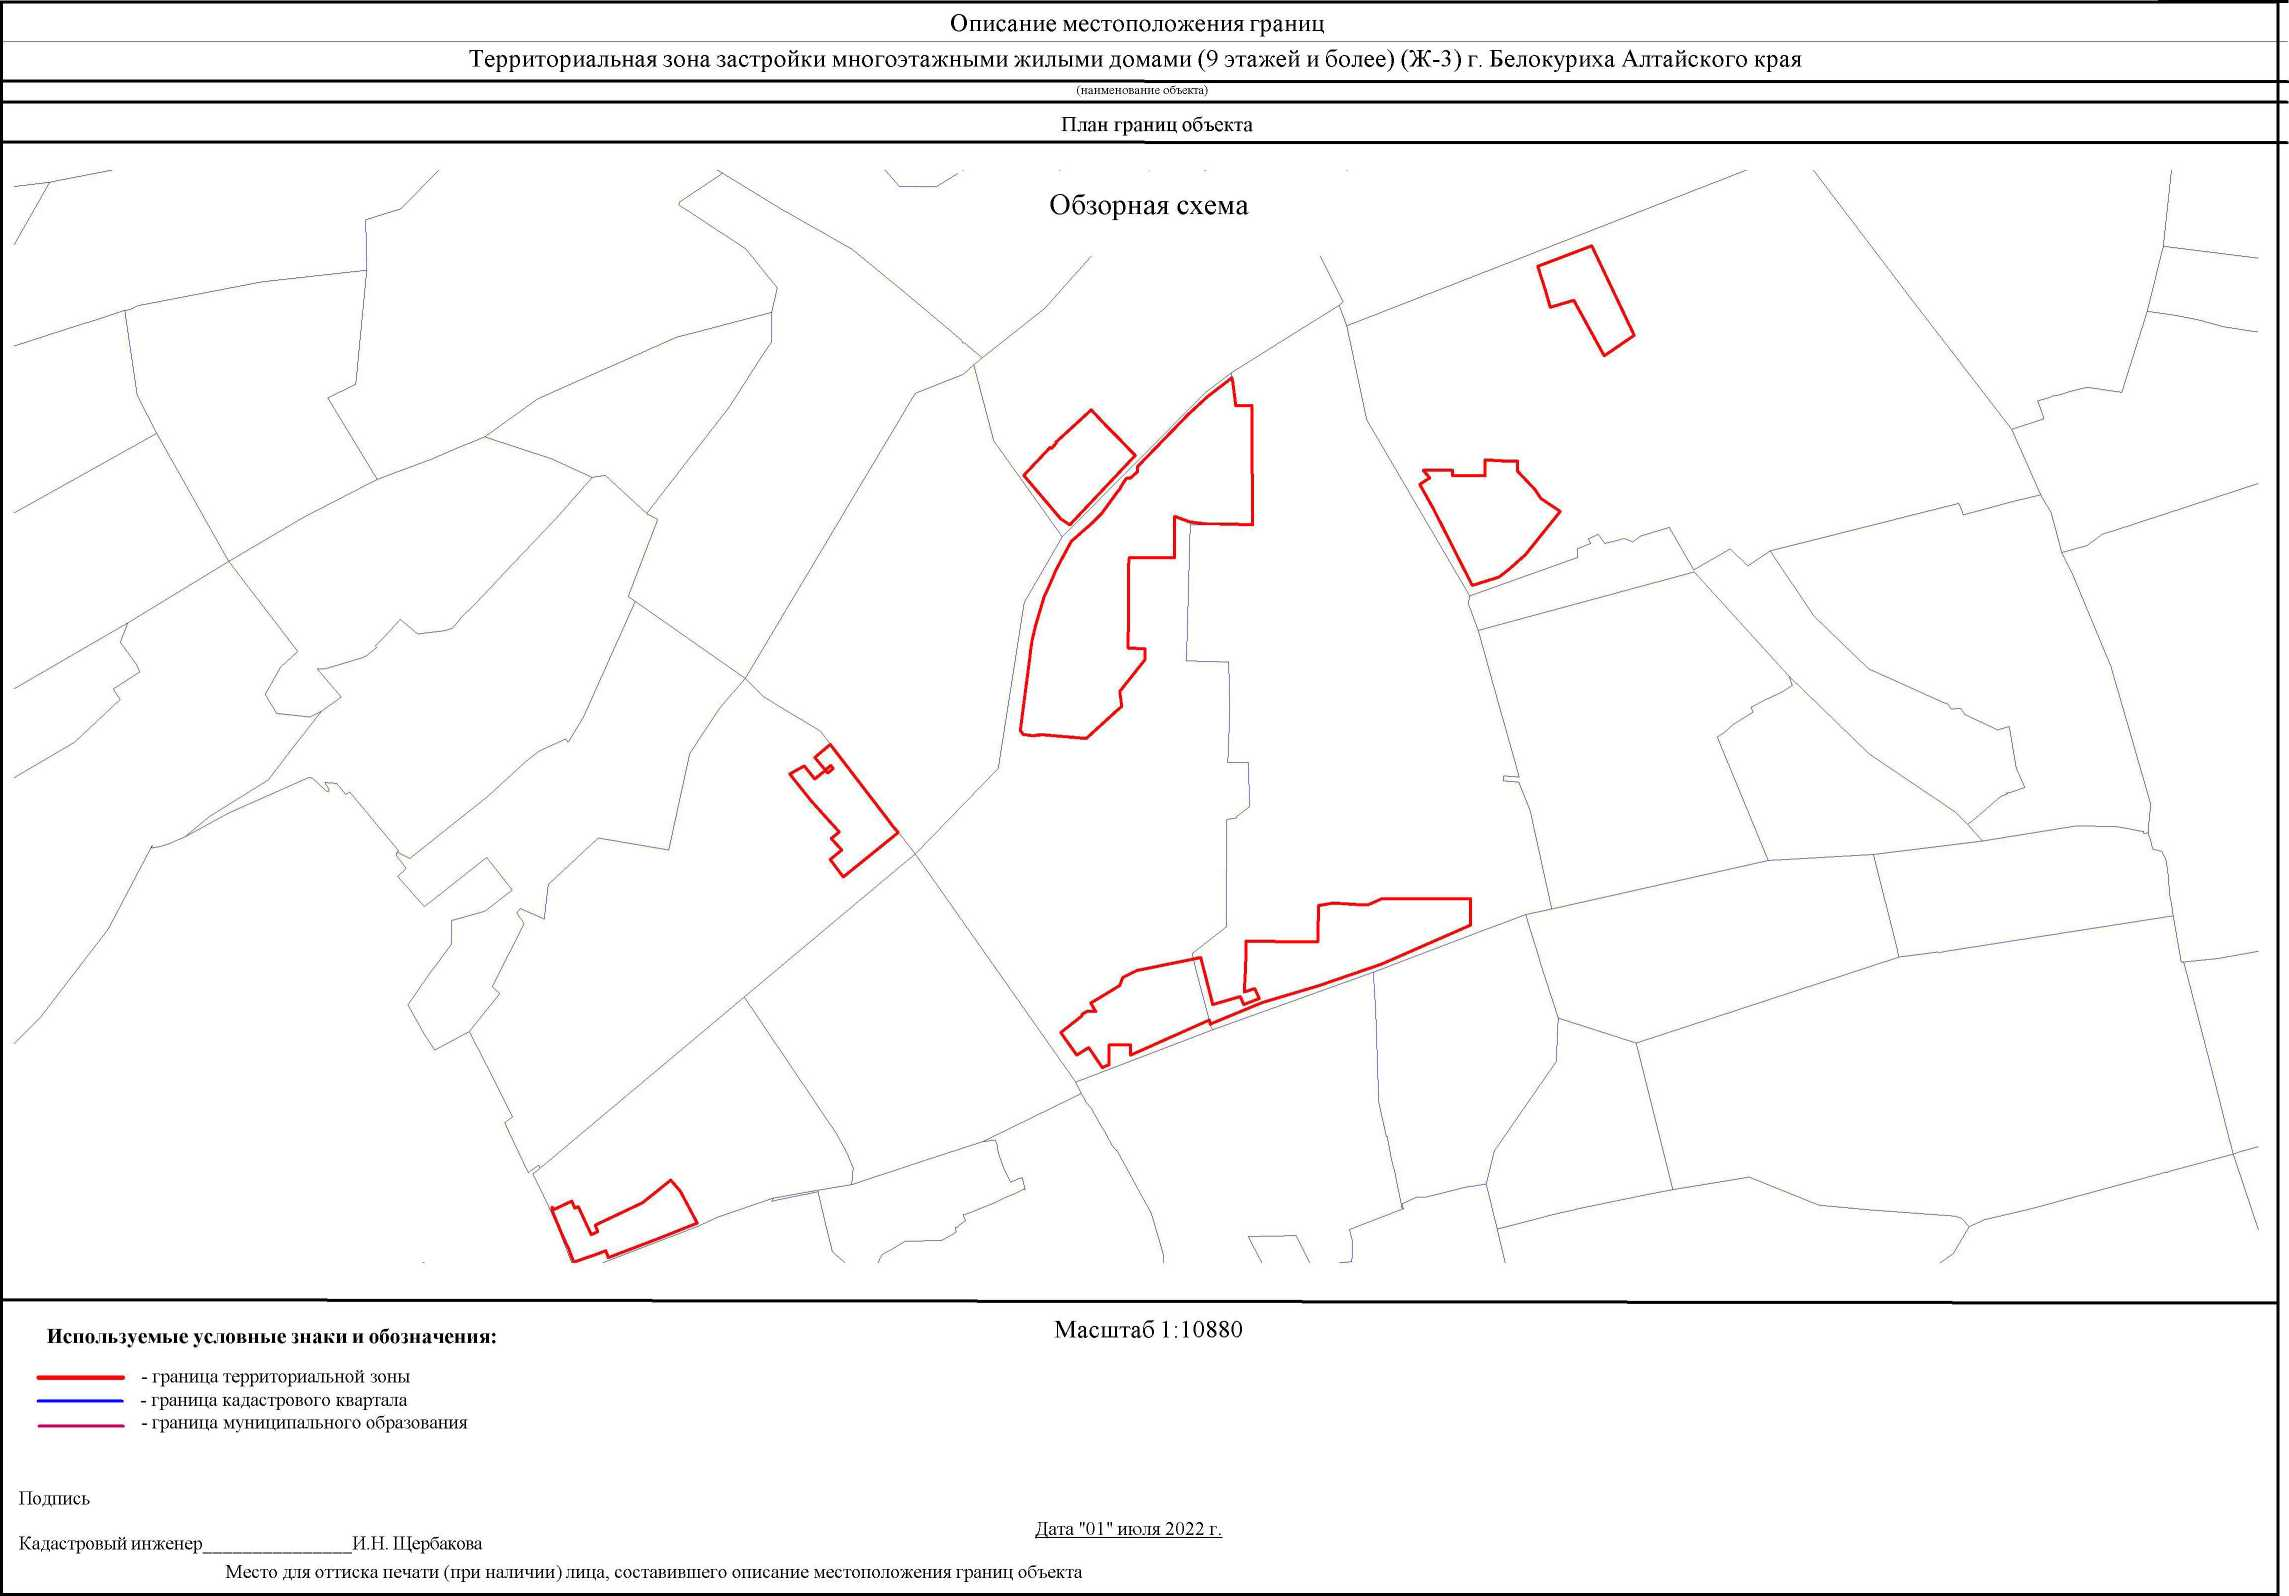 Описание местоположения границ
Территориальная зона застройки многоэтажными жилыми домами (9 этажей и более) (Ж-3) г. Белокуриха Алтайского края
(наименование объекта)
План границ объекта
Обзорная схема
Масштаб 1:10880
Используемые условные знаки и обозначения:
- граница территориальной зоны
- граница кадастрового квартала
- граница муниципального образования
Подпись
Дата "01" июля 2022 г.
Кадастровый инженер_______________И.Н. Щербакова
Место для оттиска печати (при наличии) лица, составившего описание местоположения границ объекта